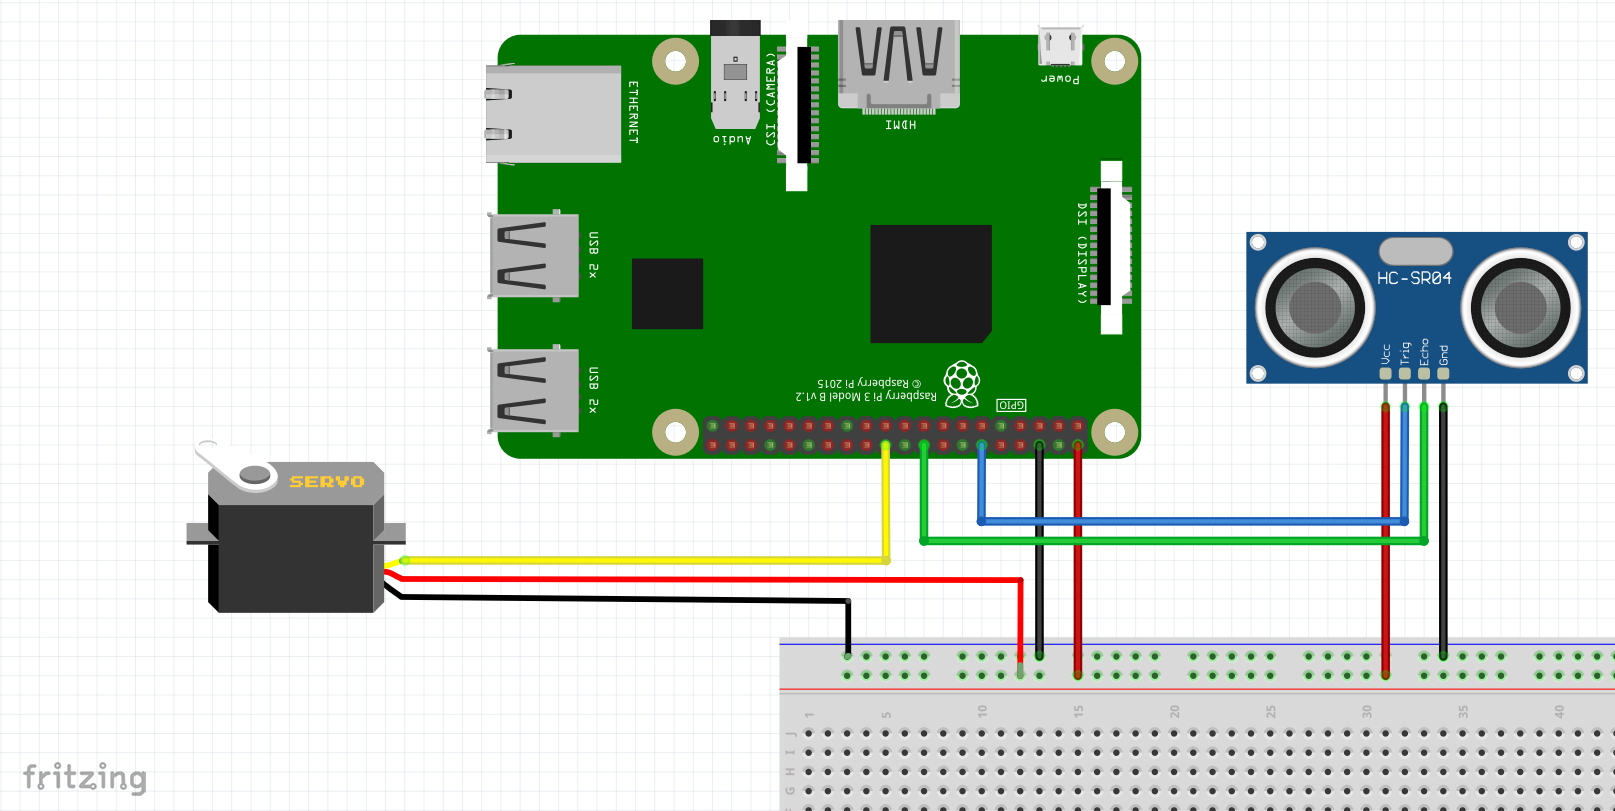 ETHERNET
Audio
CSI (CAMERA)
HDMI
Power
USB 2x
DSI (DISPLAY)
USB 2x
© Raspberry Pi 2015
Raspberry Pi 3 Model B v1.2
GPIO
HC-SR04
Vcc
Trig
Echo
Gnd
SERVO
1 5 10 15 20 25 30 35 40
J
I
H
G
fritzing